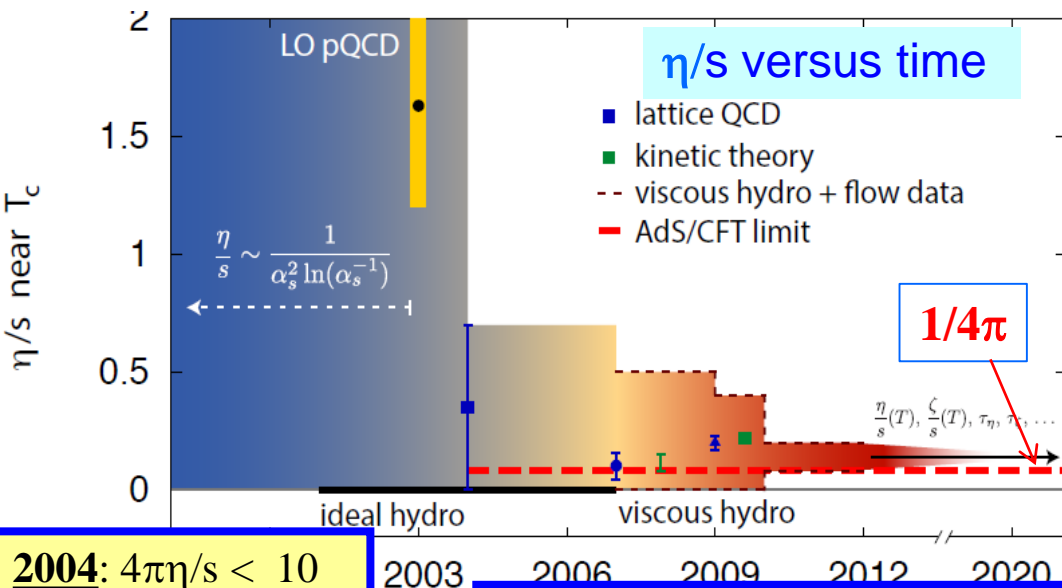 2
1.5
1
0.5
0
η/s near T_c
LO pQCD
η/s versus time
lattice QCD
kinetic theory
viscous hydro + flow data
AdS/CFT limit
η/s ~ 1/(α_s^2 ln(α_s^{-1}))
1/4π
ideal hydro
viscous hydro
2004: 4πη/s < 10
2003 2006 2009 2012 // 2020